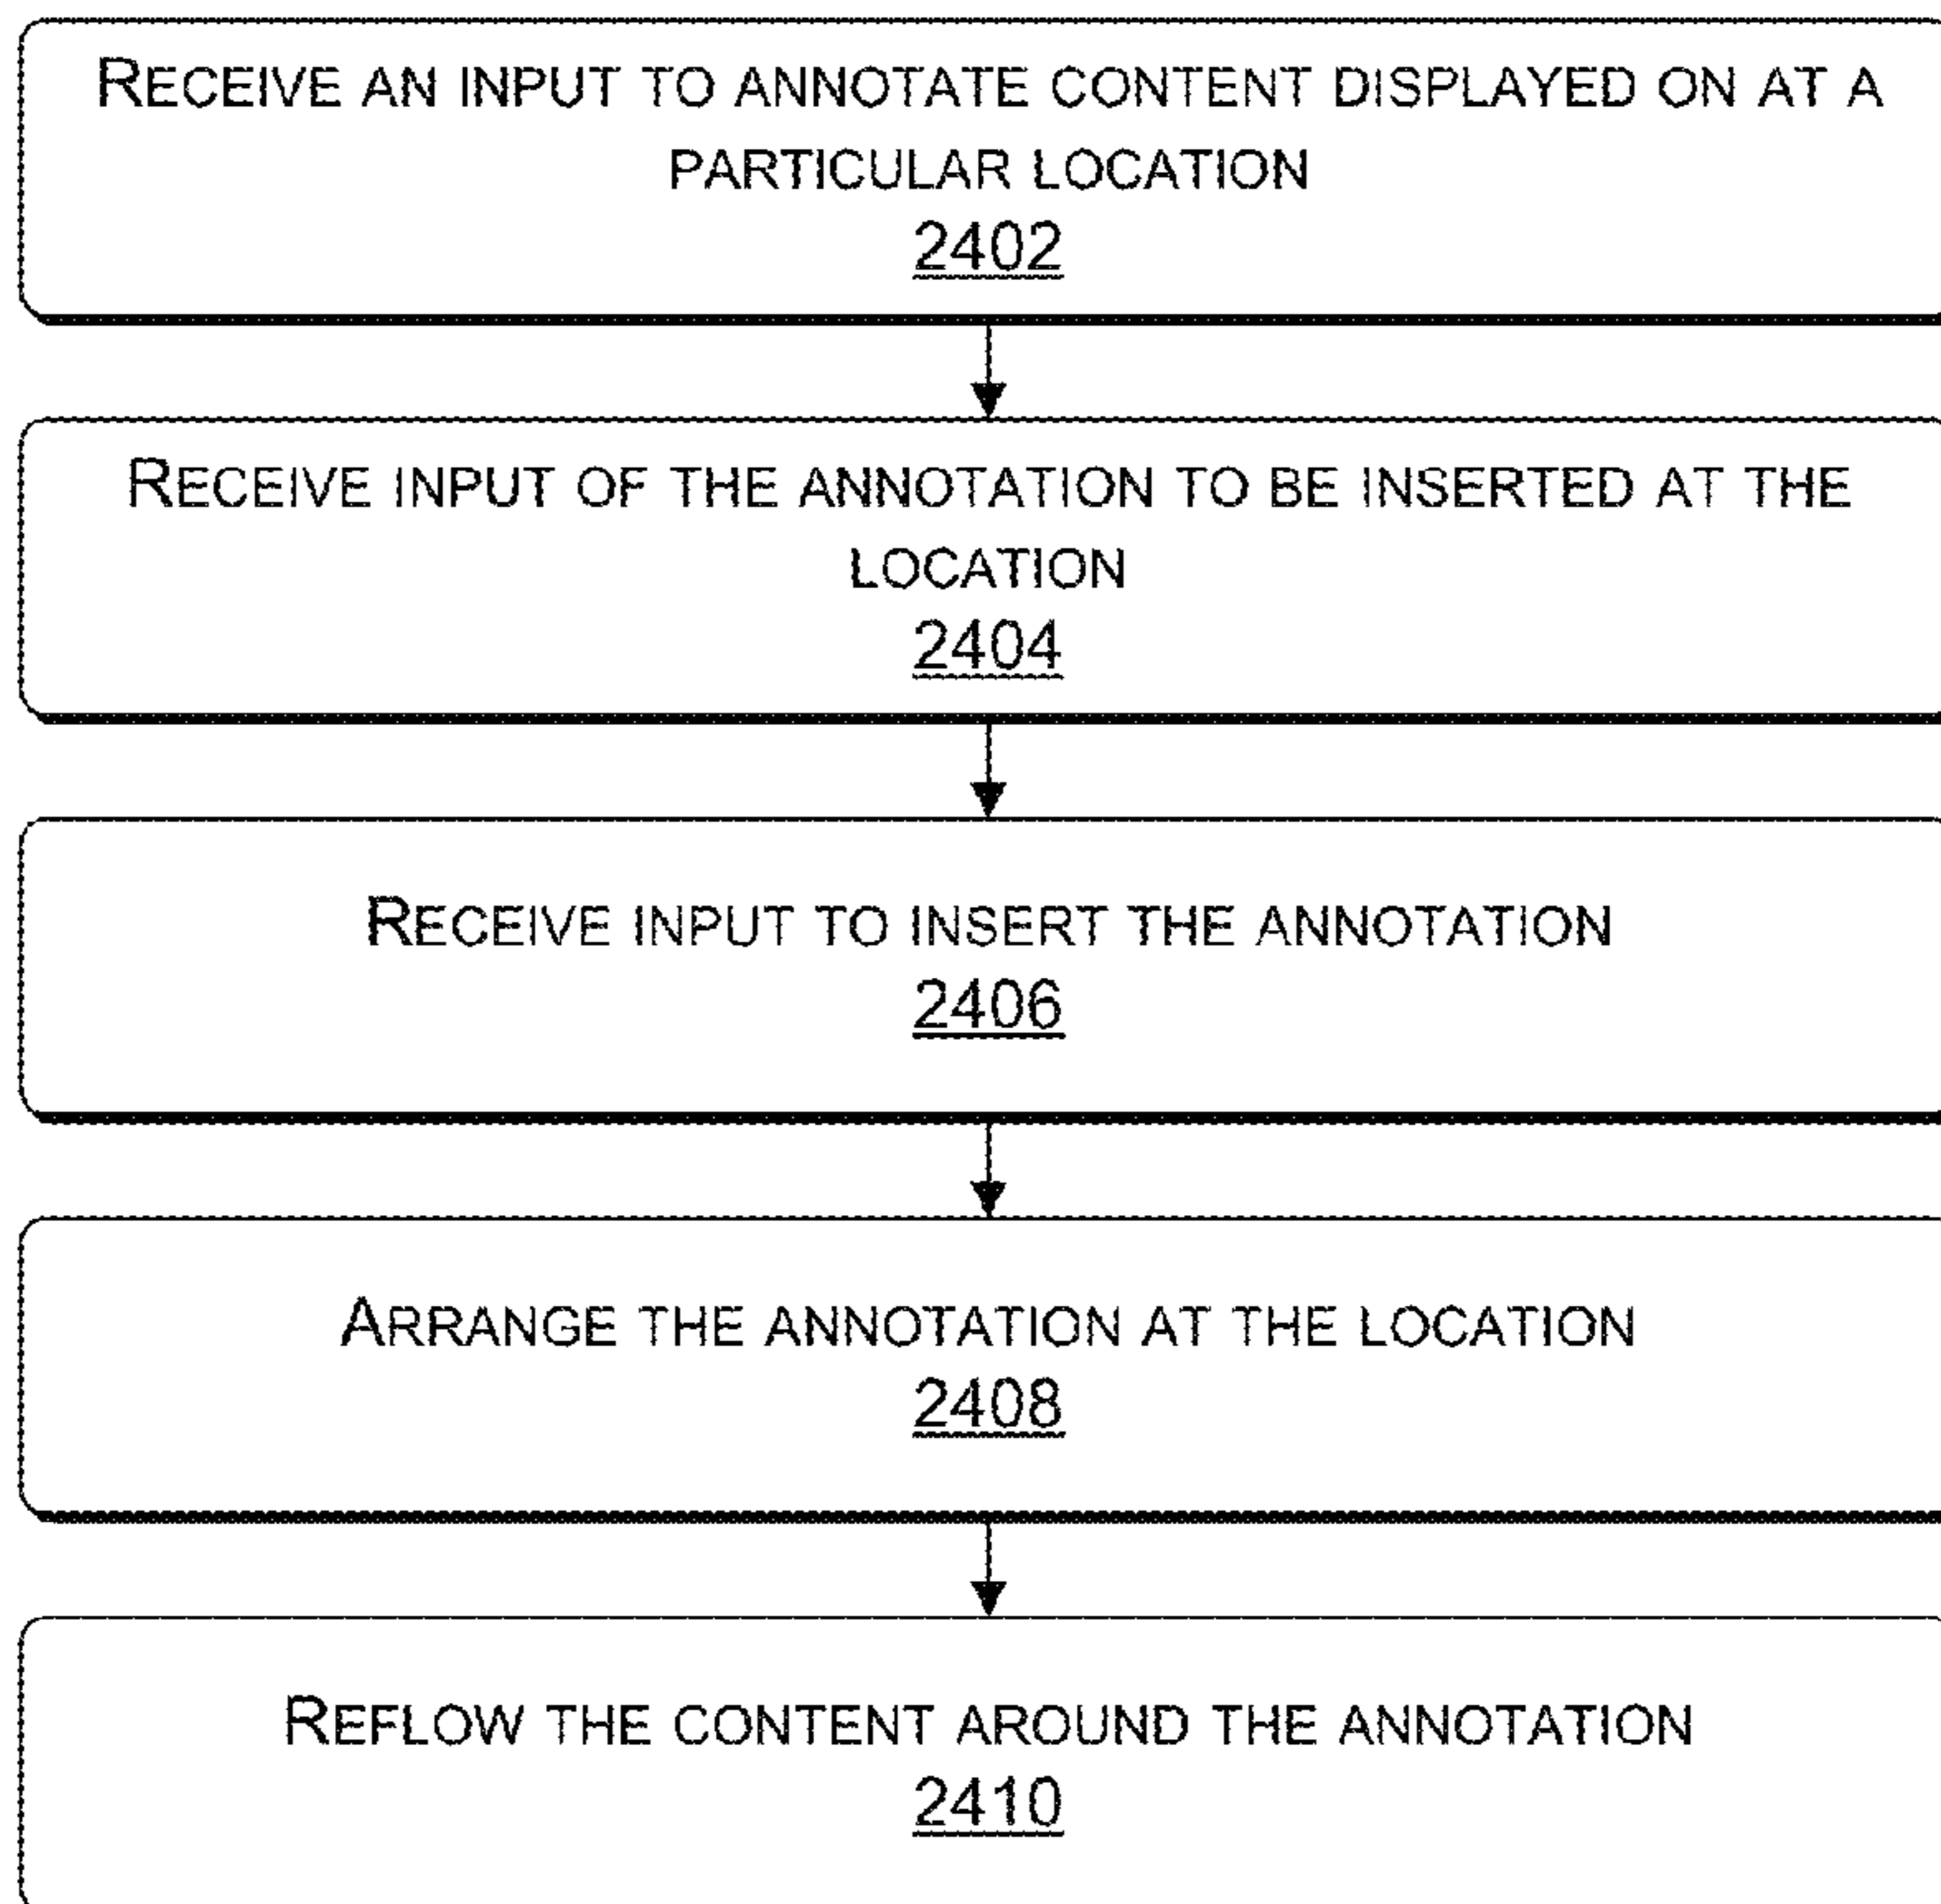 RECEIVE AN INPUT TO ANNOTATE CONTENT DISPLAYED ON AT A
PARTICULAR LOCATION
2402
RECEIVE INPUT OF THE ANNOTATION TO BE INSERTED AT THE
LOCATION
2404
RECEIVE INPUT TO INSERT THE ANNOTATION
2406
ARRANGE THE ANNOTATION AT THE LOCATION
2408
REFLOW THE CONTENT AROUND THE ANNOTATION
2410